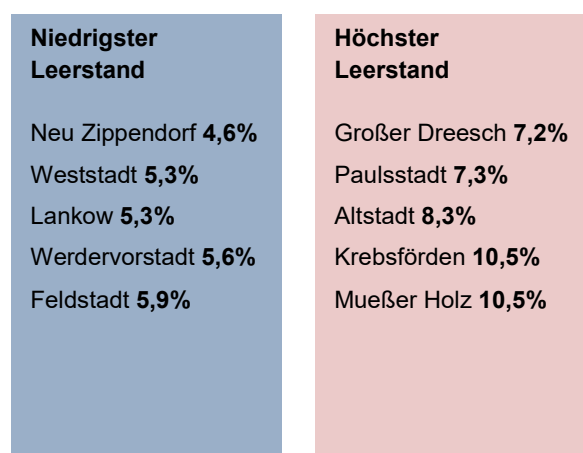 Niedrigster
Leerstand
Neu Zippendorf 4,6%
Weststadt 5,3%
Lankow 5,3%
Werdervorstadt 5,6%
Feldstadt 5,9%
Höchster
Leerstand
Großer Dreesch 7,2%
Paulsstadt 7,3%
Altstadt 8,3%
Krebsförden 10,5%
Mueßer Holz 10,5%